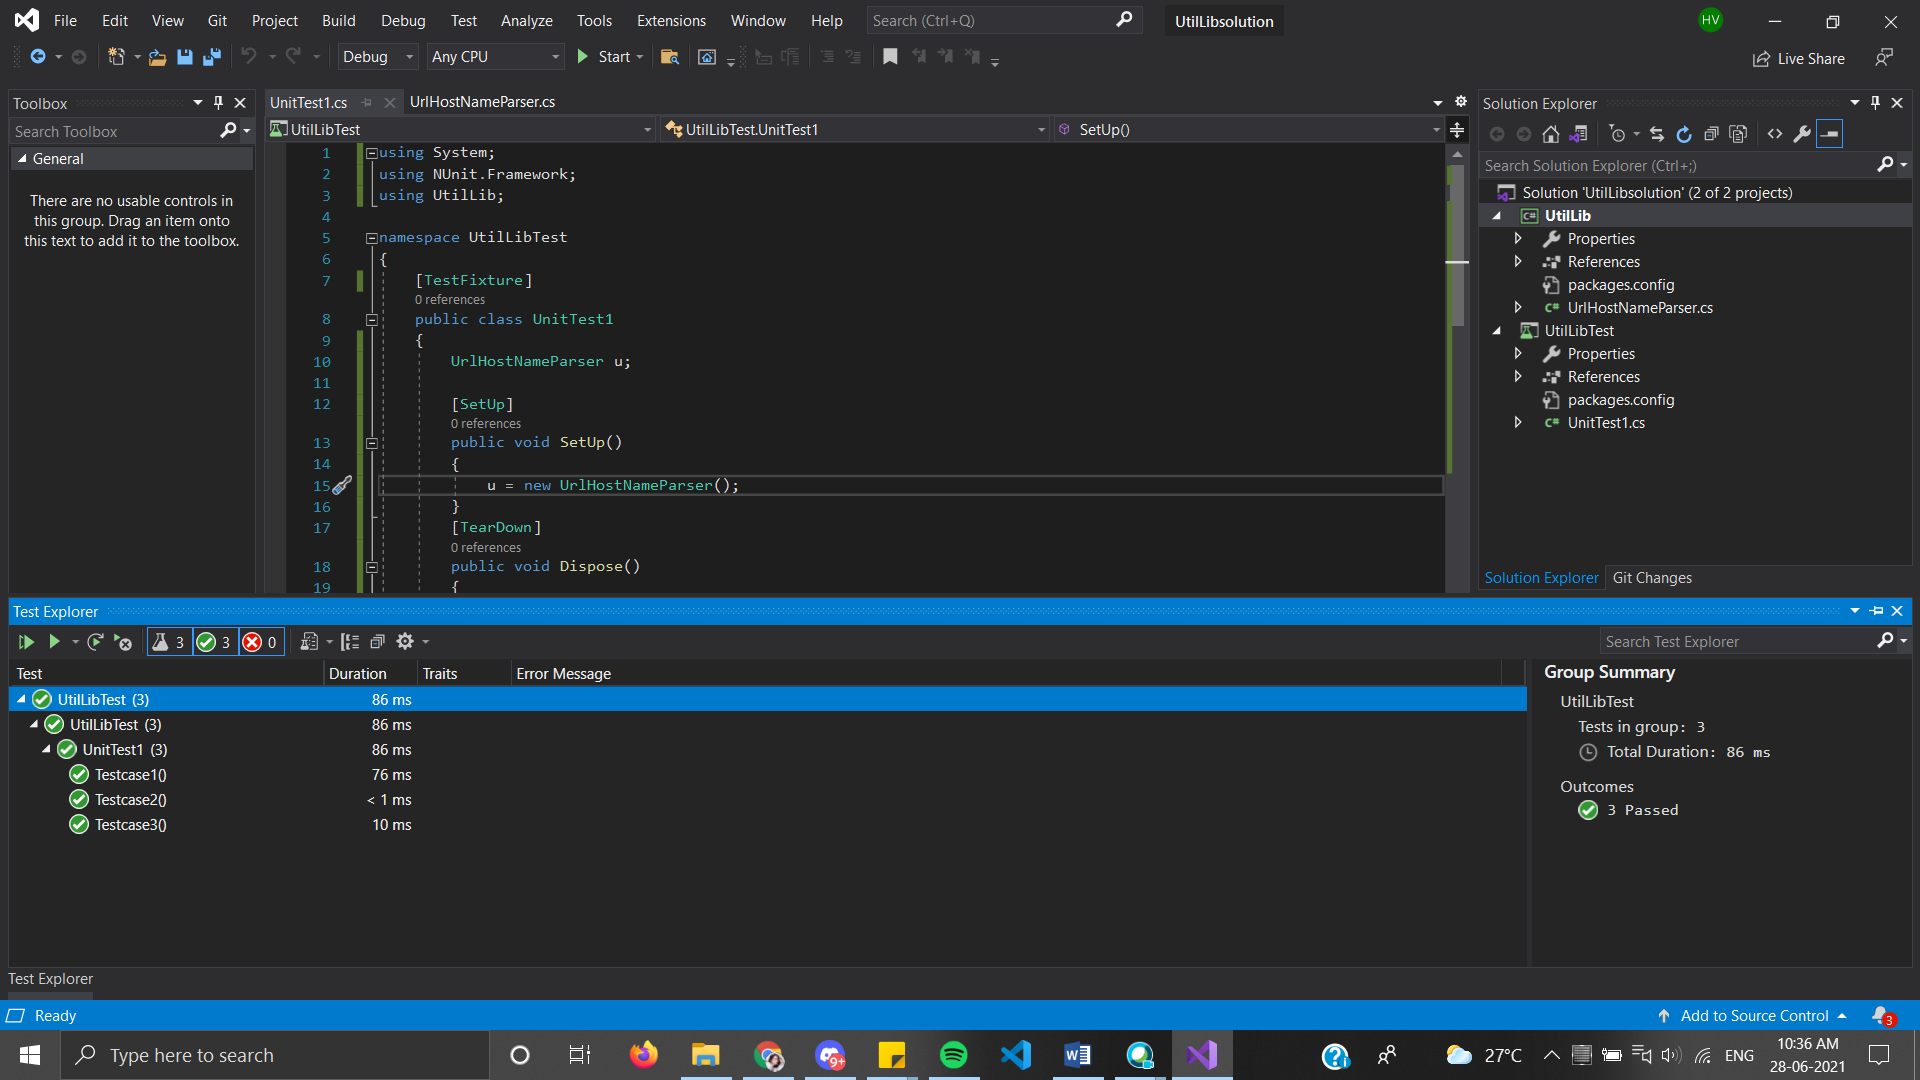 File Edit View Git Project Build Debug Test Analyze Tools Extensions Window Help Search (Ctrl+Q) UtilLibsolution HV
Debug Any CPU Start Live Share
Toolbox
Search Toolbox
General
There are no usable controls in
this group. Drag an item onto
this text to add it to the toolbox.
UnitTest1.cs UrlHostNameParser.cs
UtilLibTest UtilLibTest.UnitTest1 SetUp()
1 using System;
2 using NUnit.Framework;
3 using UtilLib;
4
5 namespace UtilLibTest
6 {
7 [TestFixture]
0 references
8 public class UnitTest1
9 {
10 UrlHostNameParser u;
11
12 [SetUp]
0 references
13 public void SetUp()
14 {
15 u = new UrlHostNameParser();
16 }
17 [TearDown]
0 references
18 public void Dispose()
19 {
Solution Explorer
Search Solution Explorer (Ctrl+;)
Solution 'UtilLibsolution' (2 of 2 projects)
C# UtilLib
Properties
References
packages.config
C# UrlHostNameParser.cs
UtilLibTest
Properties
References
packages.config
C# UnitTest1.cs
Solution Explorer Git Changes
Test Explorer
3 3 0 Search Test Explorer
Test Duration Traits Error Message
UtilLibTest (3) 86 ms
UtilLibTest (3) 86 ms
UnitTest1 (3) 86 ms
Testcase1() 76 ms
Testcase2() < 1 ms
Testcase3() 10 ms
Group Summary
UtilLibTest
Tests in group: 3
Total Duration: 86 ms
Outcomes
3 Passed
Test Explorer
Ready Add to Source Control 3
Type here to search 9+ 27°C ENG 10:36 AM
28-06-2021